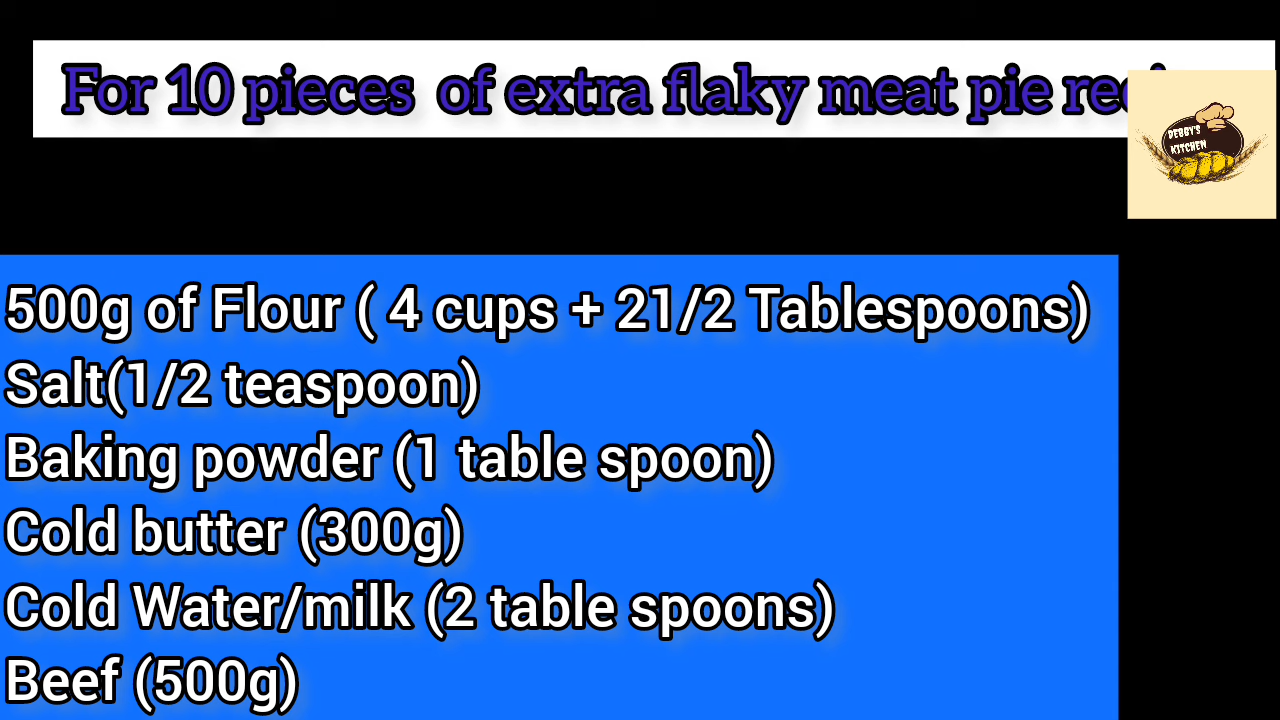 For 10 pieces of extra flaky meat pie
DEBBY'S
KITCHEN
500g of Flour ( 4 cups + 21/2 Tablespoons)
Salt(1/2 teaspoon)
Baking powder (1 table spoon)
Cold butter (300g)
Cold Water/milk (2 table spoons)
Beef (500g)